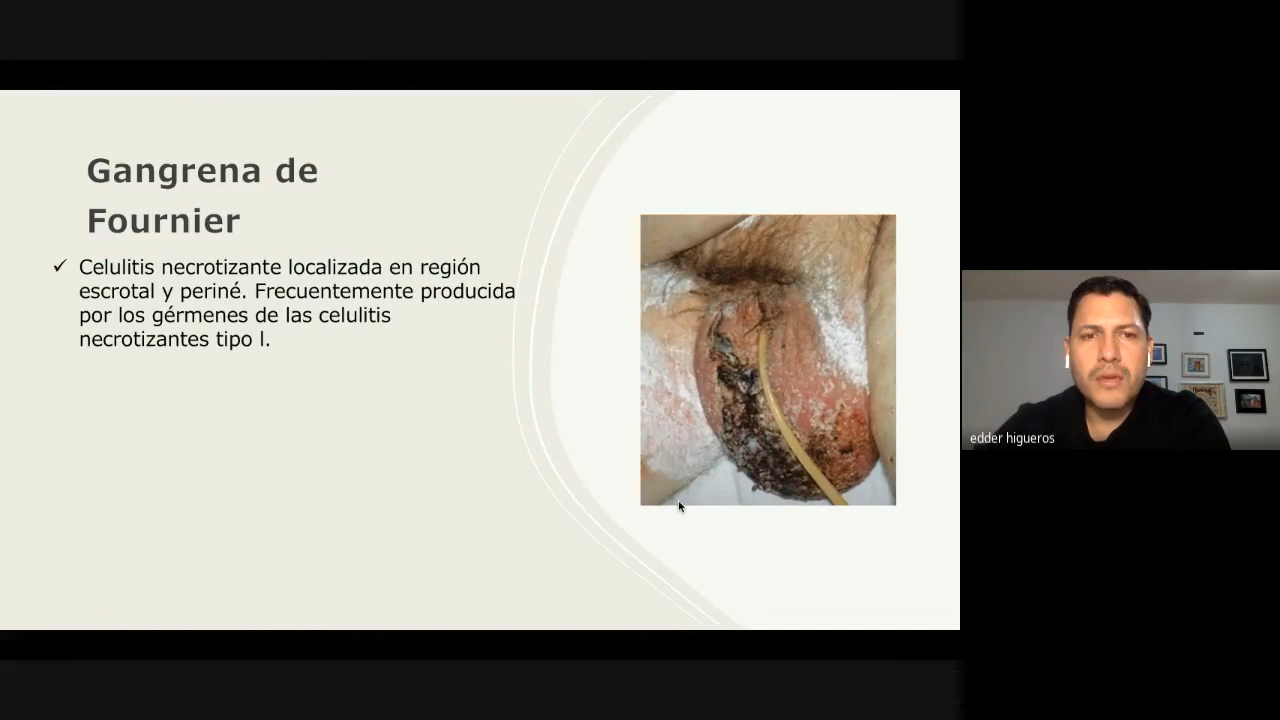 Gangrena de
Fournier
✓ Celulitis necrotizante localizada en región
escrotal y periné. Frecuentemente producida
por los gérmenes de las celulitis
necrotizantes tipo l.
edder higueros